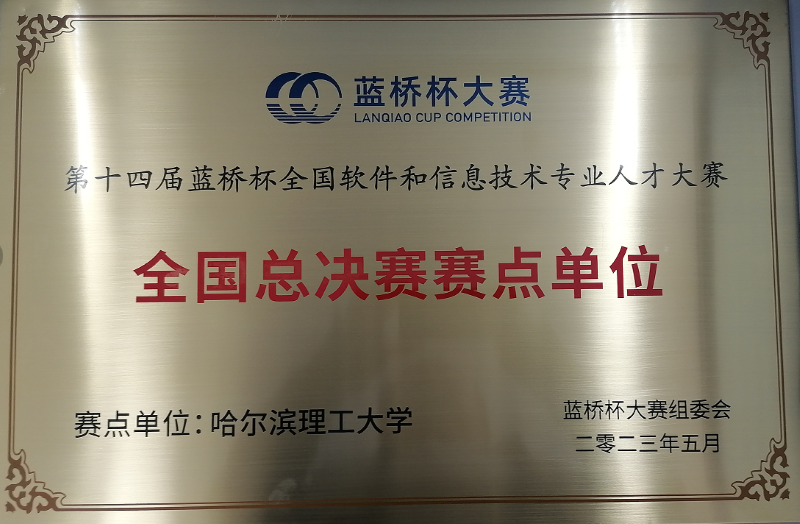 蓝桥杯大赛
LANQIAO CUP COMPETITION
第十四届蓝桥杯全国软件和信息技术专业人才大赛
全国总决赛赛点单位
赛点单位：哈尔滨理工大学
蓝桥杯大赛组委会
二零二三年五月